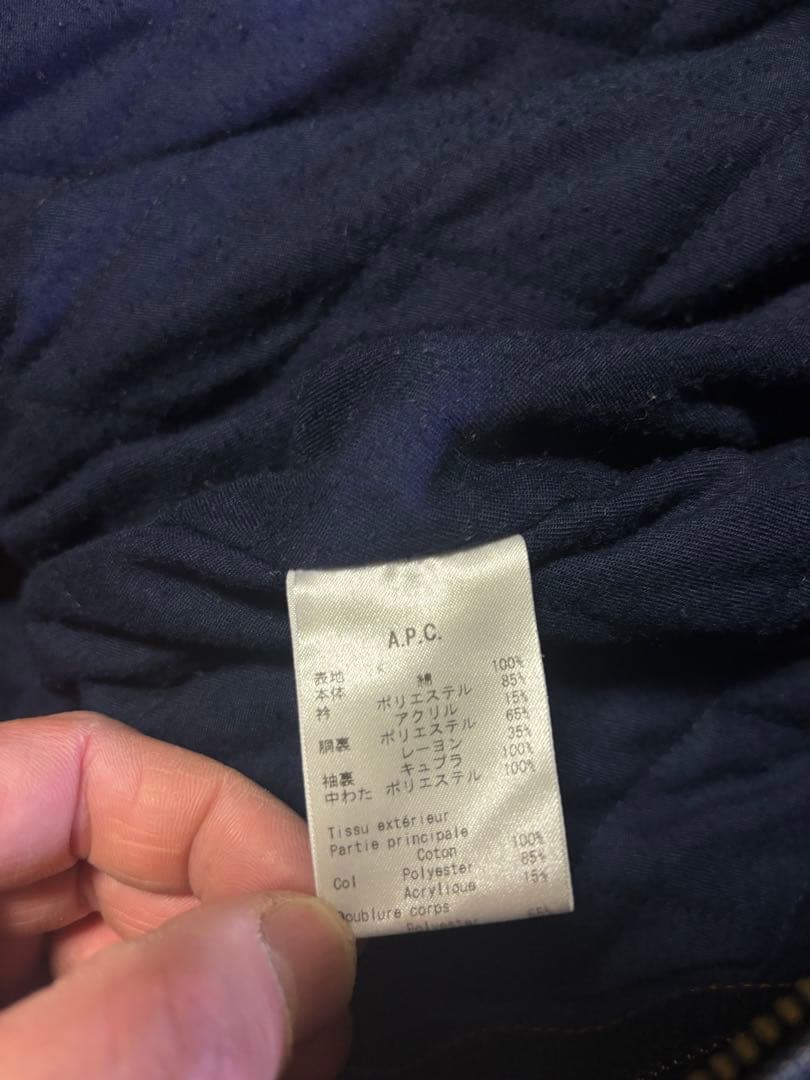 A.P.C.
表地
本体 綿 100%
衿 ポリエステル 85%
アクリル 15%
胴裏 ポリエステル 65%
レーヨン 35%
袖裏 キュプラ 100%
中わた ポリエステル 100%
Tissu extérieur
Partie principale
Coton 100%
Col Polyester 85%
Acrylique 15%
Doublure corps
Polyester 65%